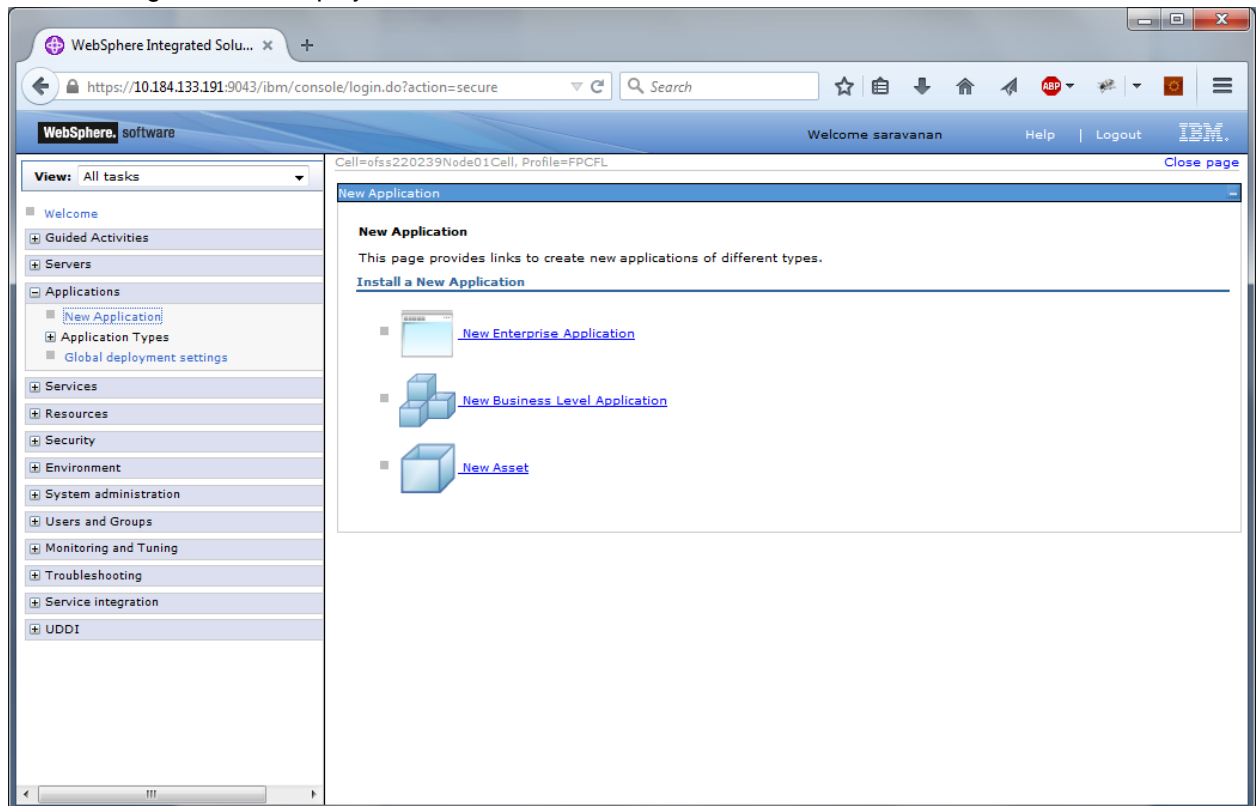 WebSphere Integrated Solu...
https://10.184.133.191:9043/ibm/console/login.do?action=secure
Search
ABP
WebSphere. software
Welcome saravanan
Help | Logout
IBM.
View: All tasks
Cell=ofss220239Node01Cell, Profile=FPCFL
Close page
Welcome
Guided Activities
Servers
Applications
New Application
Application Types
Global deployment settings
Services
Resources
Security
Environment
System administration
Users and Groups
Monitoring and Tuning
Troubleshooting
Service integration
UDDI
New Application
New Application
This page provides links to create new applications of different types.
Install a New Application
New Enterprise Application
New Business Level Application
New Asset